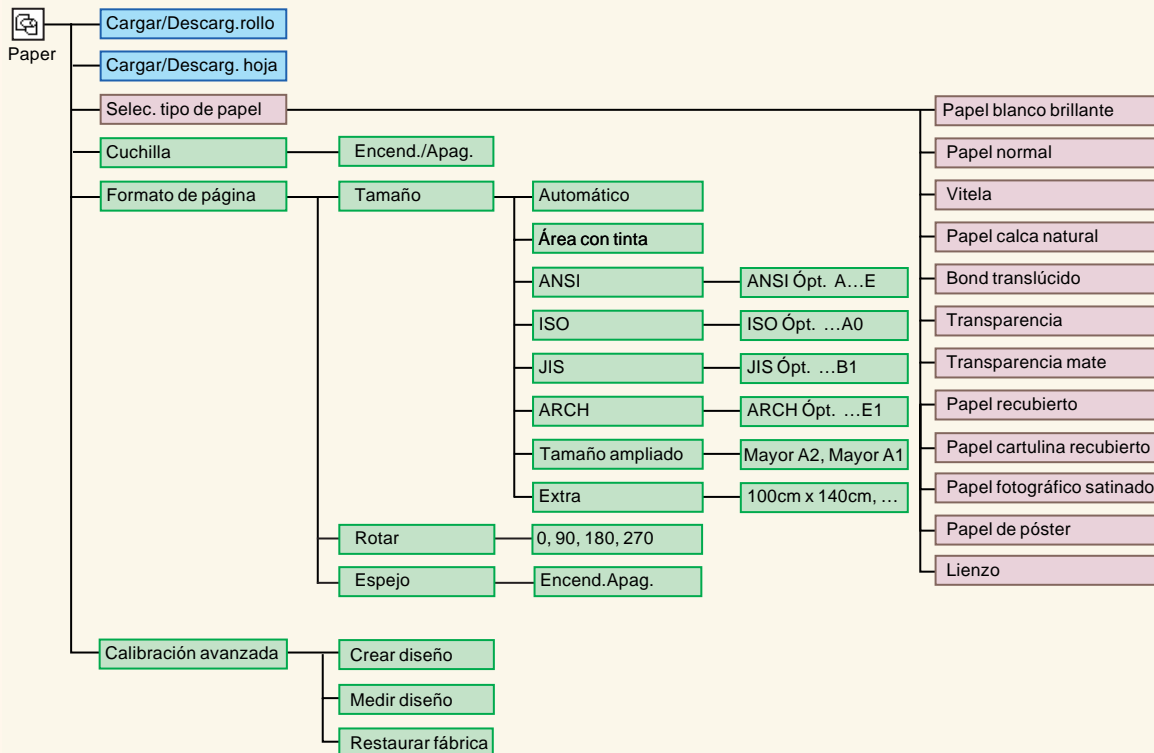 Paper
Cargar/Descarg.rollo
Cargar/Descarg. hoja
Selec. tipo de papel
Cuchilla
Encend./Apag.
Formato de página
Tamaño
Automático
Área con tinta
ANSI
ANSI Ópt. A…E
ISO
ISO Ópt. …A0
JIS
JIS Ópt. …B1
ARCH
ARCH Ópt. …E1
Tamaño ampliado
Mayor A2, Mayor A1
Extra
100cm x 140cm, …
Rotar
0, 90, 180, 270
Espejo
Encend.Apag.
Calibración avanzada
Crear diseño
Medir diseño
Restaurar fábrica
Papel blanco brillante
Papel normal
Vitela
Papel calca natural
Bond translúcido
Transparencia
Transparencia mate
Papel recubierto
Papel cartulina recubierto
Papel fotográfico satinado
Papel de póster
Lienzo